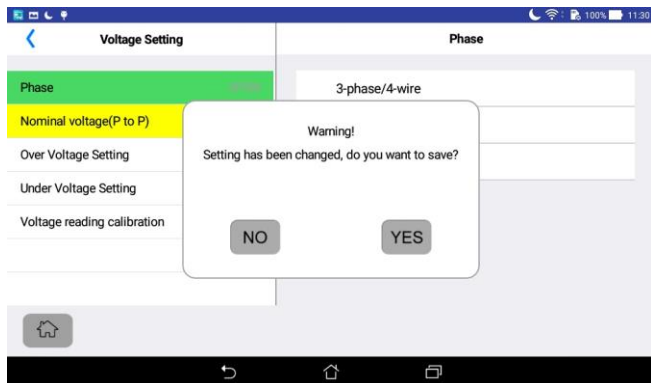 100% 11:30
Voltage Setting
Phase
Phase
3-phase/4-wire
Nominal voltage(P to P)
Over Voltage Setting
Under Voltage Setting
Voltage reading calibration
Warning!
Setting has been changed, do you want to save?
NO
YES